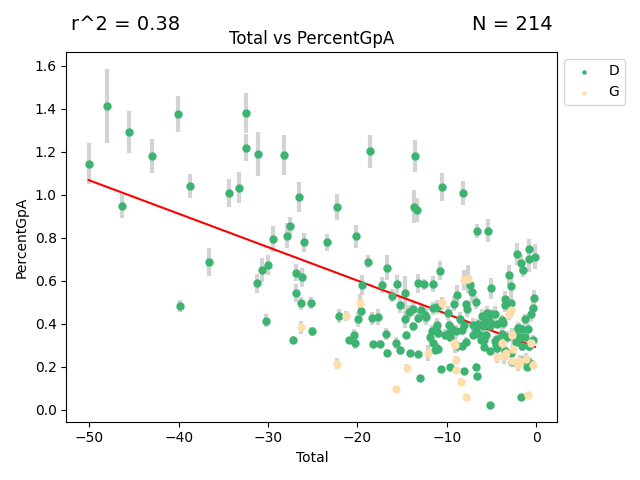 r^2 = 0.38 N = 214
Total vs PercentGpA
D
G
1.6
1.4
1.2
1.0
0.8
0.6
0.4
0.2
0.0
PercentGpA
−50 −40 −30 −20 −10 0
Total